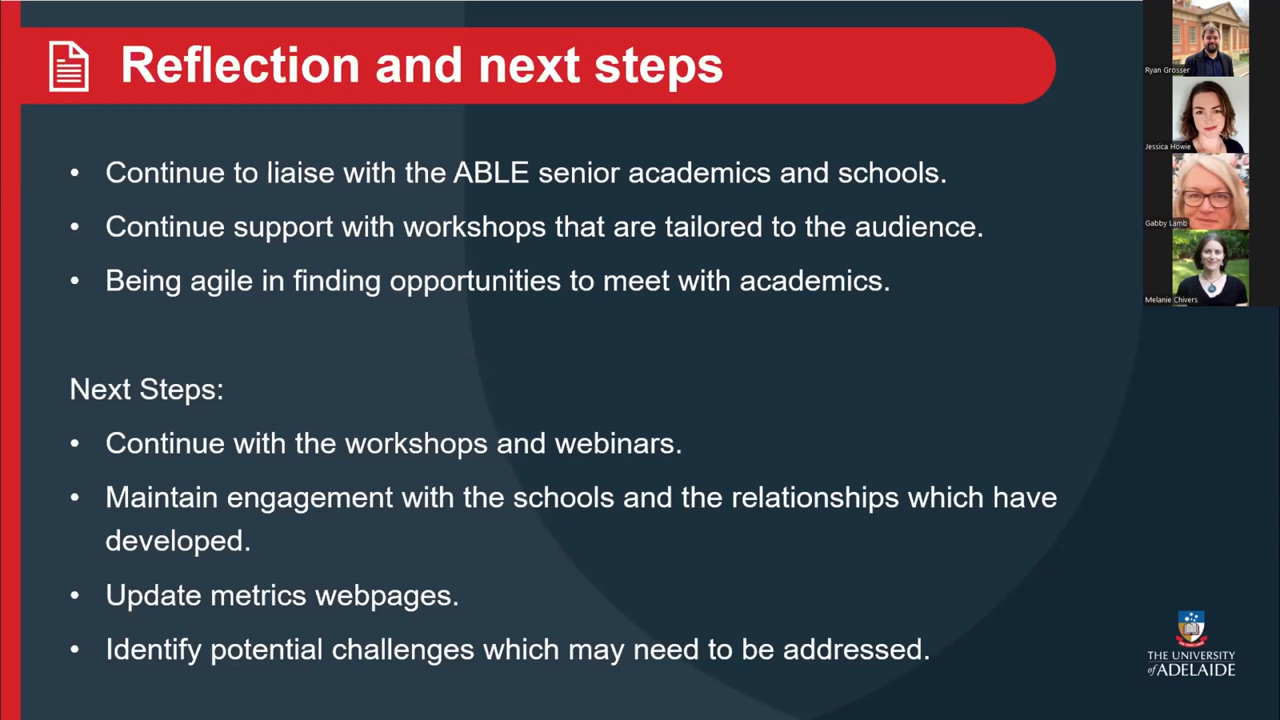 Reflection and next steps
• Continue to liaise with the ABLE senior academics and schools.
• Continue support with workshops that are tailored to the audience.
• Being agile in finding opportunities to meet with academics.
Next Steps:
• Continue with the workshops and webinars.
• Maintain engagement with the schools and the relationships which have
developed.
• Update metrics webpages.
• Identify potential challenges which may need to be addressed.
Ryan Grosser
Jessica Howie
Gabby Lamb
Melanie Chivers
THE UNIVERSITY
of ADELAIDE